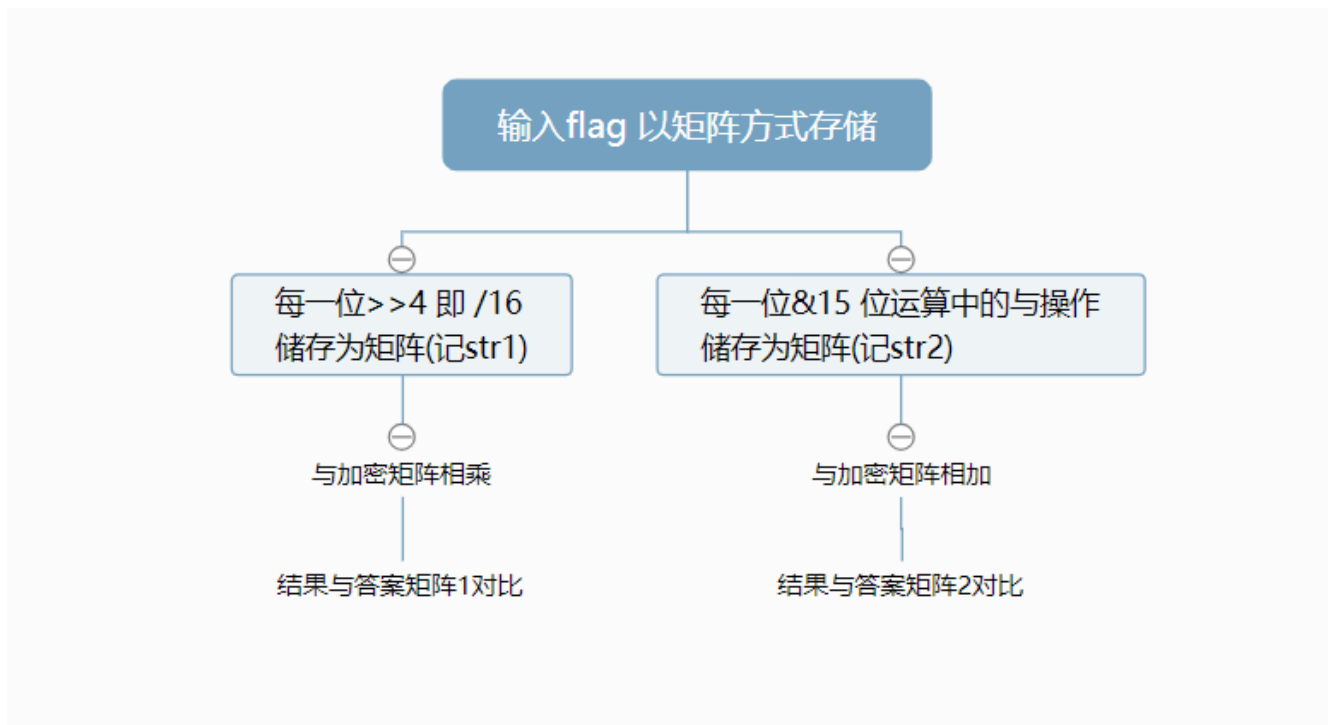 输入flag 以矩阵方式存储
每一位>>4 即 /16
储存为矩阵(记str1)
每一位&15 位运算中的与操作
储存为矩阵(记str2)
与加密矩阵相乘
与加密矩阵相加
结果与答案矩阵1对比
结果与答案矩阵2对比